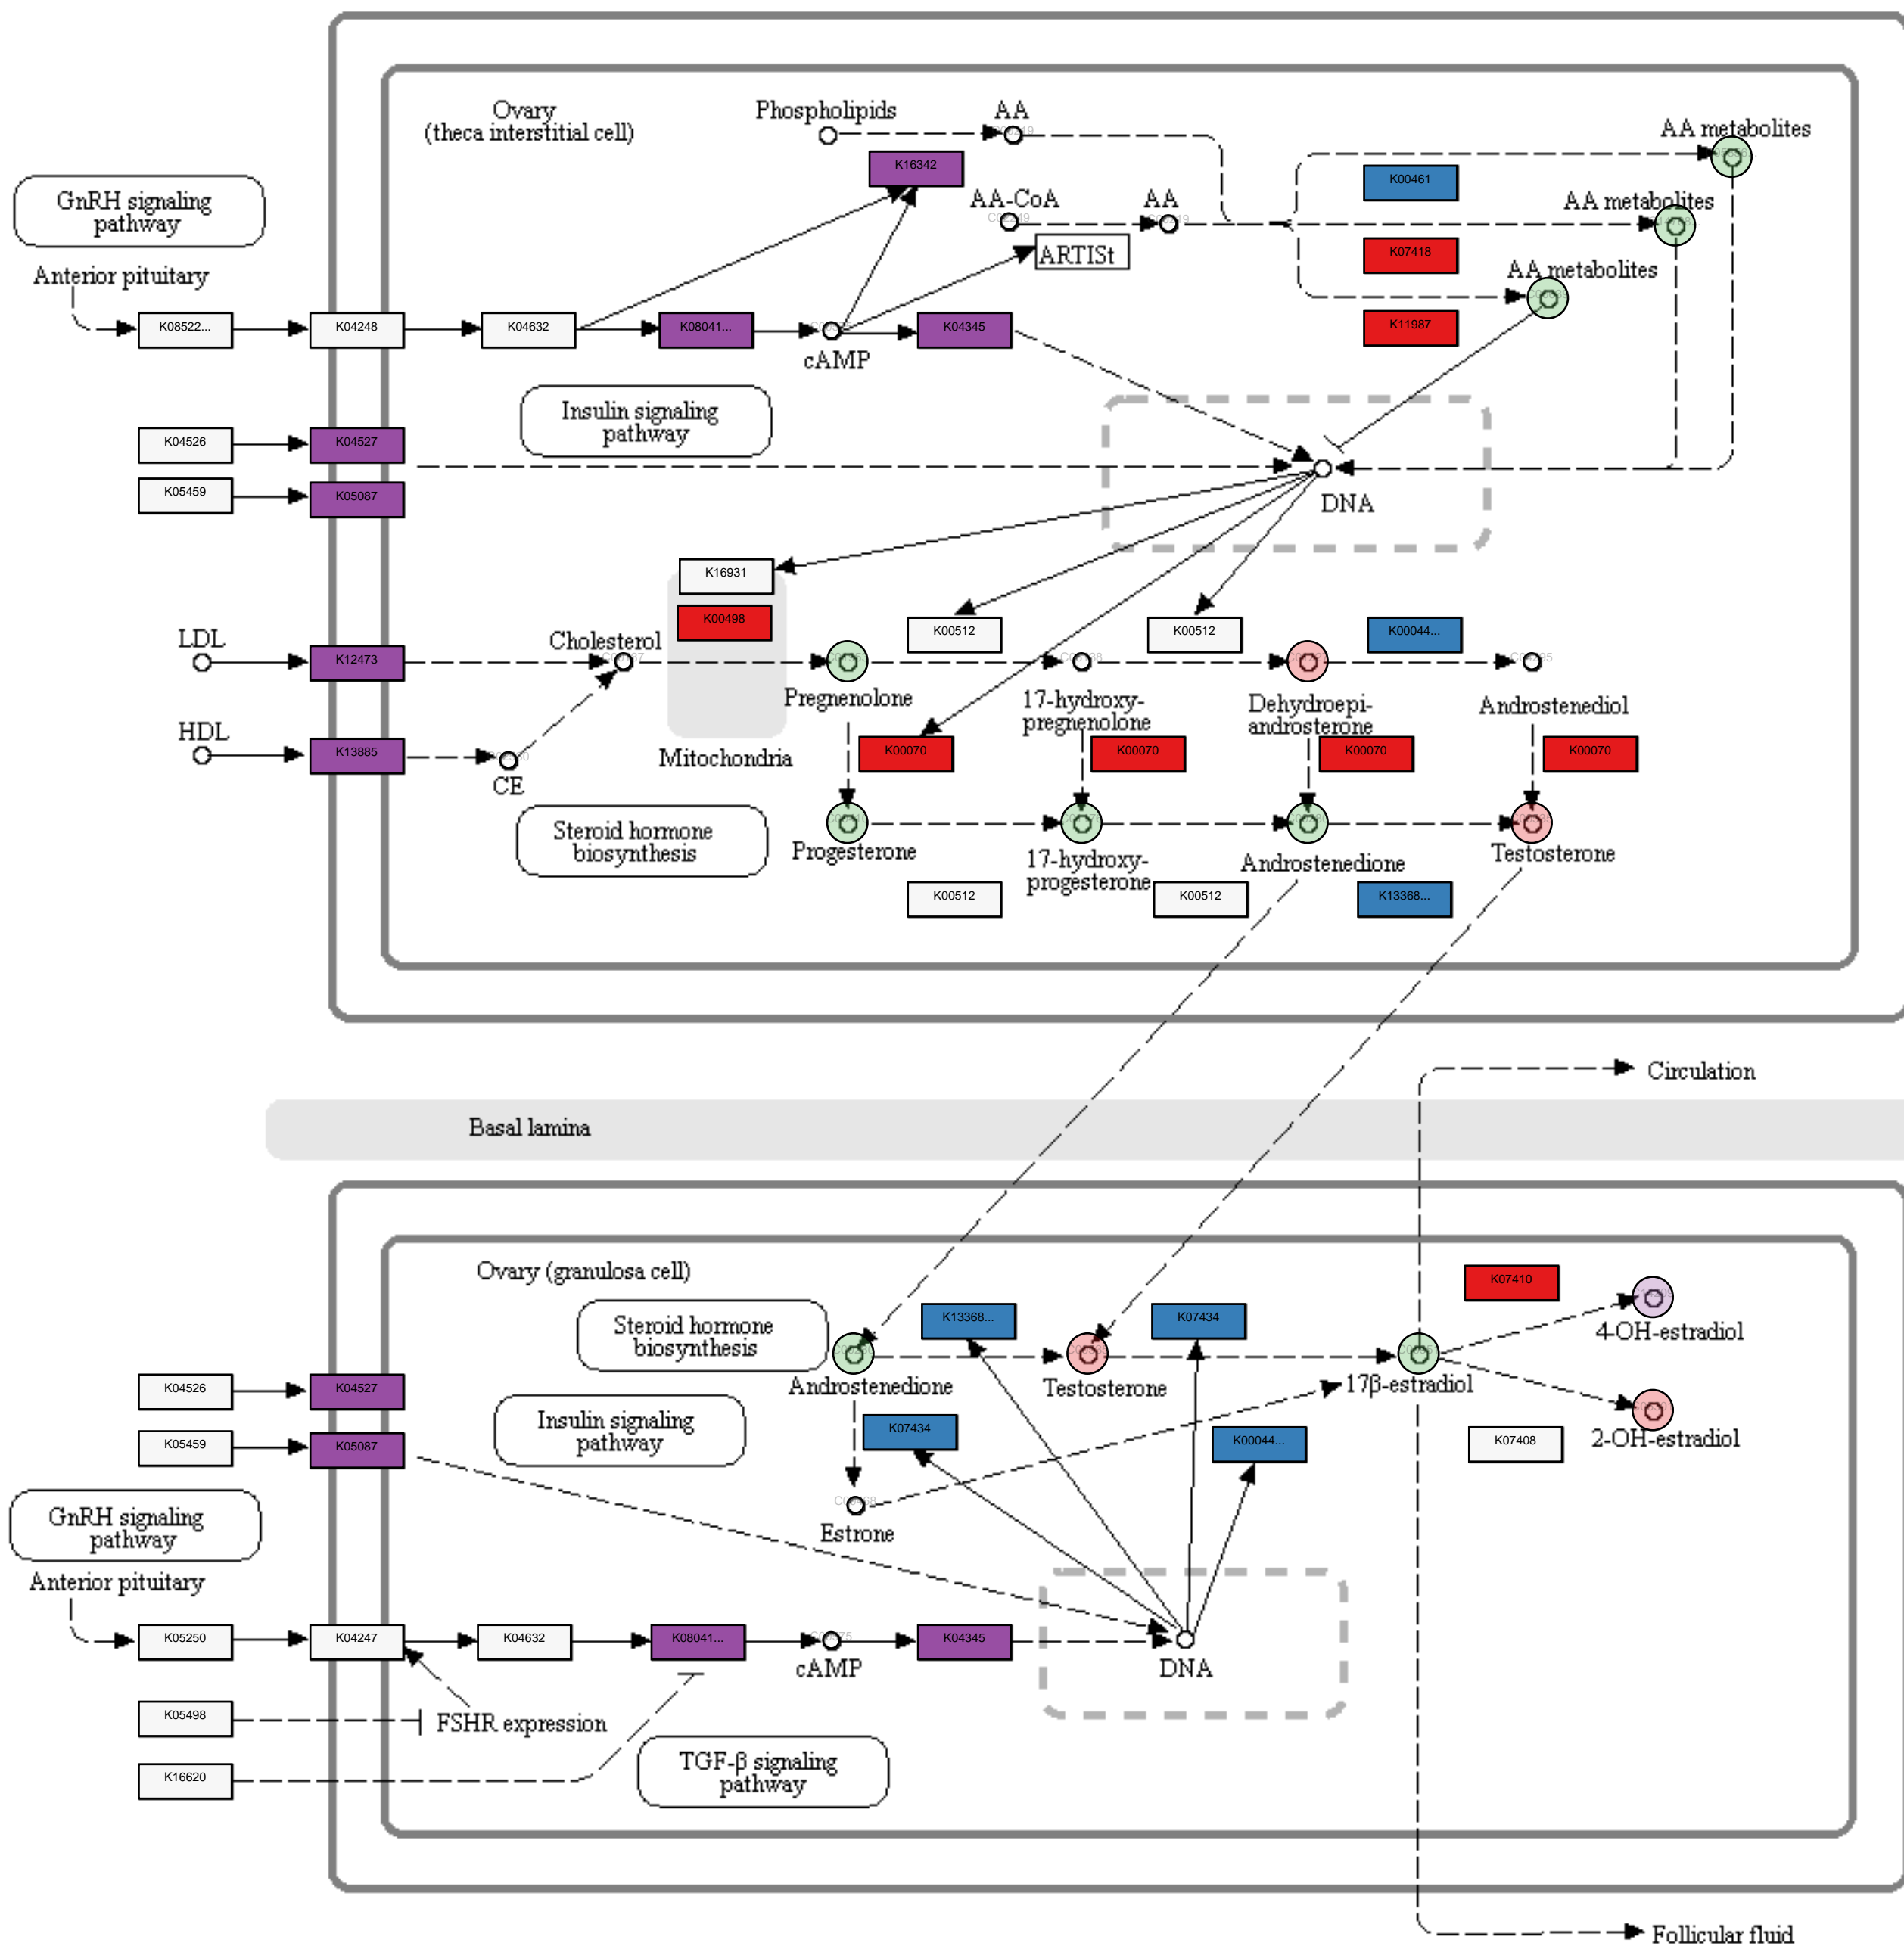 Ovary
(theca interstitial cell)
Phospholipids
AA
AA metabolites
K16342
K00461
GnRH signaling
pathway
AA-CoA
AA
AA metabolites
ARTISt
K07418
AA metabolites
Anterior pituitary
K08522...
K04248
K04632
K08041...
cAMP
K04345
K11987
Insulin signaling
pathway
K04526
K04527
K05459
K05087
DNA
K16931
K00498
K00512
K00512
K00044...
LDL
K12473
Cholesterol
Pregnenolone
17-hydroxy-
pregnenolone
Dehydroepi-
androsterone
Androstenediol
HDL
K13885
CE
Mitochondria
K00070
K00070
K00070
K00070
Steroid hormone
biosynthesis
Progesterone
17-hydroxy-
progesterone
Androstenedione
Testosterone
K00512
K00512
K13368...
Circulation
Basal lamina
Ovary (granulosa cell)
K07410
Steroid hormone
biosynthesis
K13368...
K07434
4-OH-estradiol
Androstenedione
Testosterone
17β-estradiol
K04526
K04527
Insulin signaling
pathway
K07434
K00044...
K07408
2-OH-estradiol
K05459
K05087
GnRH signaling
pathway
C00468
Estrone
Anterior pituitary
K05250
K04247
K04632
K08041...
cAMP
K04345
DNA
K05498
FSHR expression
K16620
TGF-β signaling
pathway
Follicular fluid